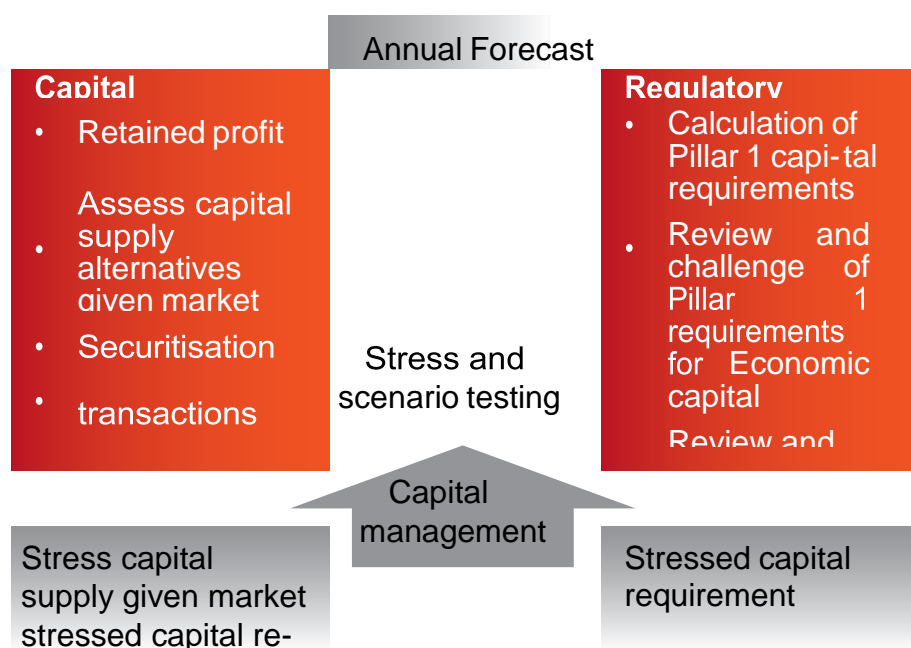 Annual Forecast
Capital
• Retained profit
Assess capital
• supply
alternatives
given market
• Securitisation
•
transactions
Regulatory
• Calculation of
Pillar 1 capi-tal
requirements
• Review and
challenge of
Pillar 1
requirements
for Economic
capital
Review and
Stress and
scenario testing
Capital
management
Stress capital
supply given market
stressed capital re-
Stressed capital
requirement